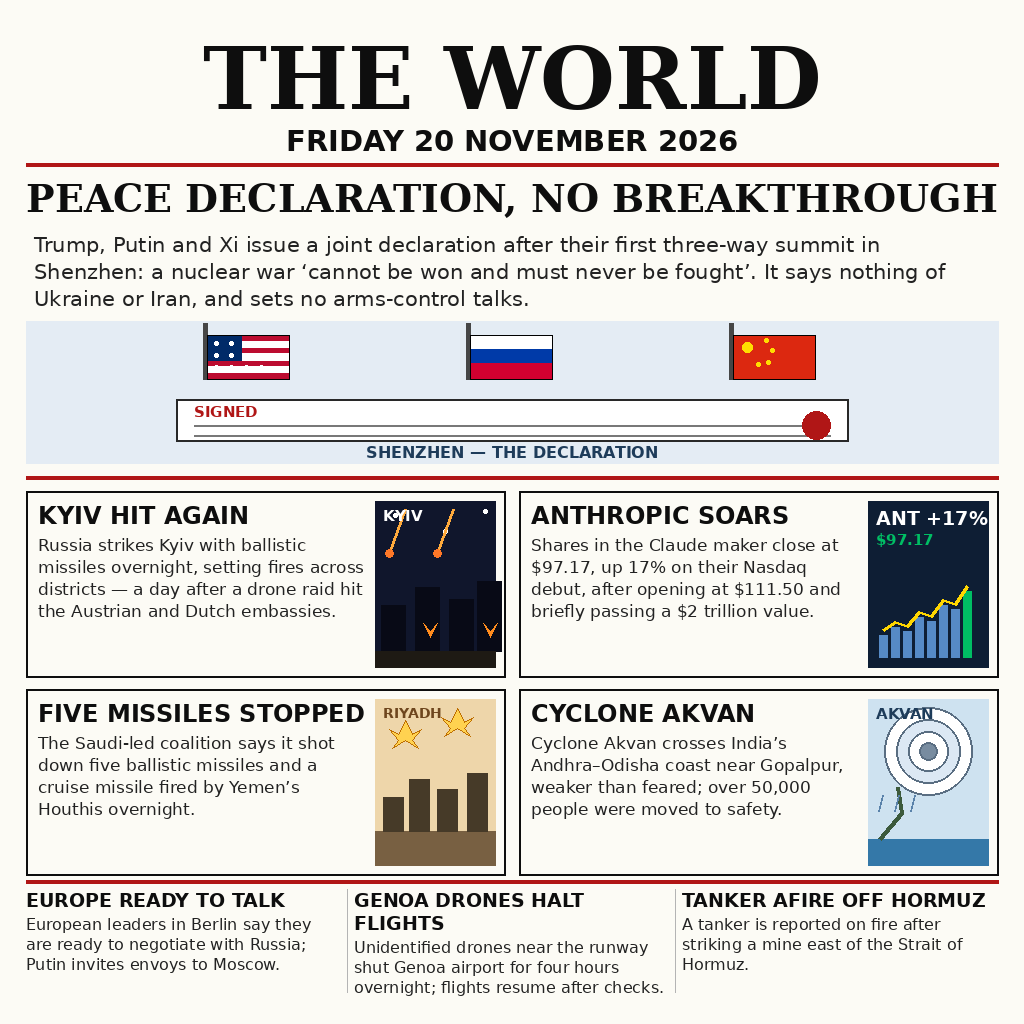 THE WORLD
FRIDAY 20 NOVEMBER 2026
PEACE DECLARATION, NO BREAKTHROUGH
Trump, Putin and Xi issue a joint declaration after their first three-way summit in
Shenzhen: a nuclear war ‘cannot be won and must never be fought’. It says nothing of
Ukraine or Iran, and sets no arms-control talks.
SIGNED
SHENZHEN — THE DECLARATION
KYIV HIT AGAIN
Russia strikes Kyiv with ballistic
missiles overnight, setting fires across
districts — a day after a drone raid hit
the Austrian and Dutch embassies.
KYIV
ANTHROPIC SOARS
Shares in the Claude maker close at
$97.17, up 17% on their Nasdaq
debut, after opening at $111.50 and
briefly passing a $2 trillion value.
ANT +17%
$97.17
FIVE MISSILES STOPPED
The Saudi-led coalition says it shot
down five ballistic missiles and a
cruise missile fired by Yemen’s
Houthis overnight.
RIYADH
CYCLONE AKVAN
Cyclone Akvan crosses India’s
Andhra–Odisha coast near Gopalpur,
weaker than feared; over 50,000
people were moved to safety.
AKVAN
EUROPE READY TO TALK
European leaders in Berlin say they
are ready to negotiate with Russia;
Putin invites envoys to Moscow.
GENOA DRONES HALT
FLIGHTS
Unidentified drones near the runway
shut Genoa airport for four hours
overnight; flights resume after checks.
TANKER AFIRE OFF HORMUZ
A tanker is reported on fire after
striking a mine east of the Strait of
Hormuz.